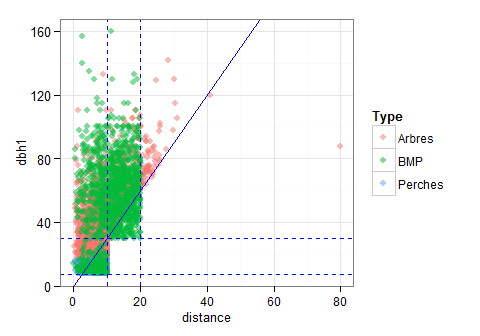 160
120
80
40
0
dbh1
0
20
40
60
80
distance
Type
Arbres
BMP
Perches